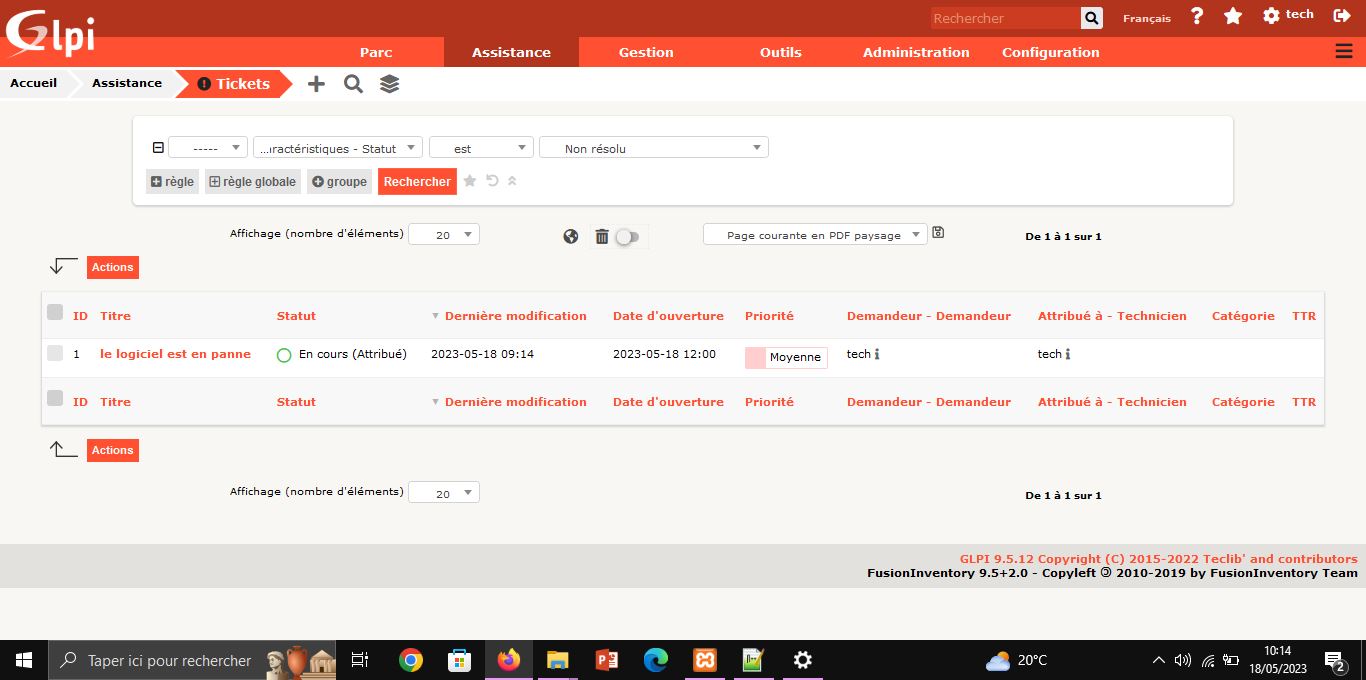 Glpi
Rechercher
Français
?
tech
Parc
Assistance
Gestion
Outils
Administration
Configuration
Accueil
Assistance
Tickets
-----
...ıractéristiques - Statut
est
Non résolu
règle
règle globale
groupe
Rechercher
Affichage (nombre d'éléments)
20
Page courante en PDF paysage
De 1 à 1 sur 1
Actions
ID Titre Statut Dernière modification Date d'ouverture Priorité Demandeur - Demandeur Attribué à - Technicien Catégorie TTR
1 le logiciel est en panne En cours (Attribué) 2023-05-18 09:14 2023-05-18 12:00 Moyenne tech tech
ID Titre Statut Dernière modification Date d'ouverture Priorité Demandeur - Demandeur Attribué à - Technicien Catégorie TTR
Actions
Affichage (nombre d'éléments)
20
De 1 à 1 sur 1
GLPI 9.5.12 Copyright (C) 2015-2022 Teclib' and contributors
FusionInventory 9.5+2.0 - Copyleft 🄯 2010-2019 by FusionInventory Team
Taper ici pour rechercher
20°C
10:14
18/05/2023
2